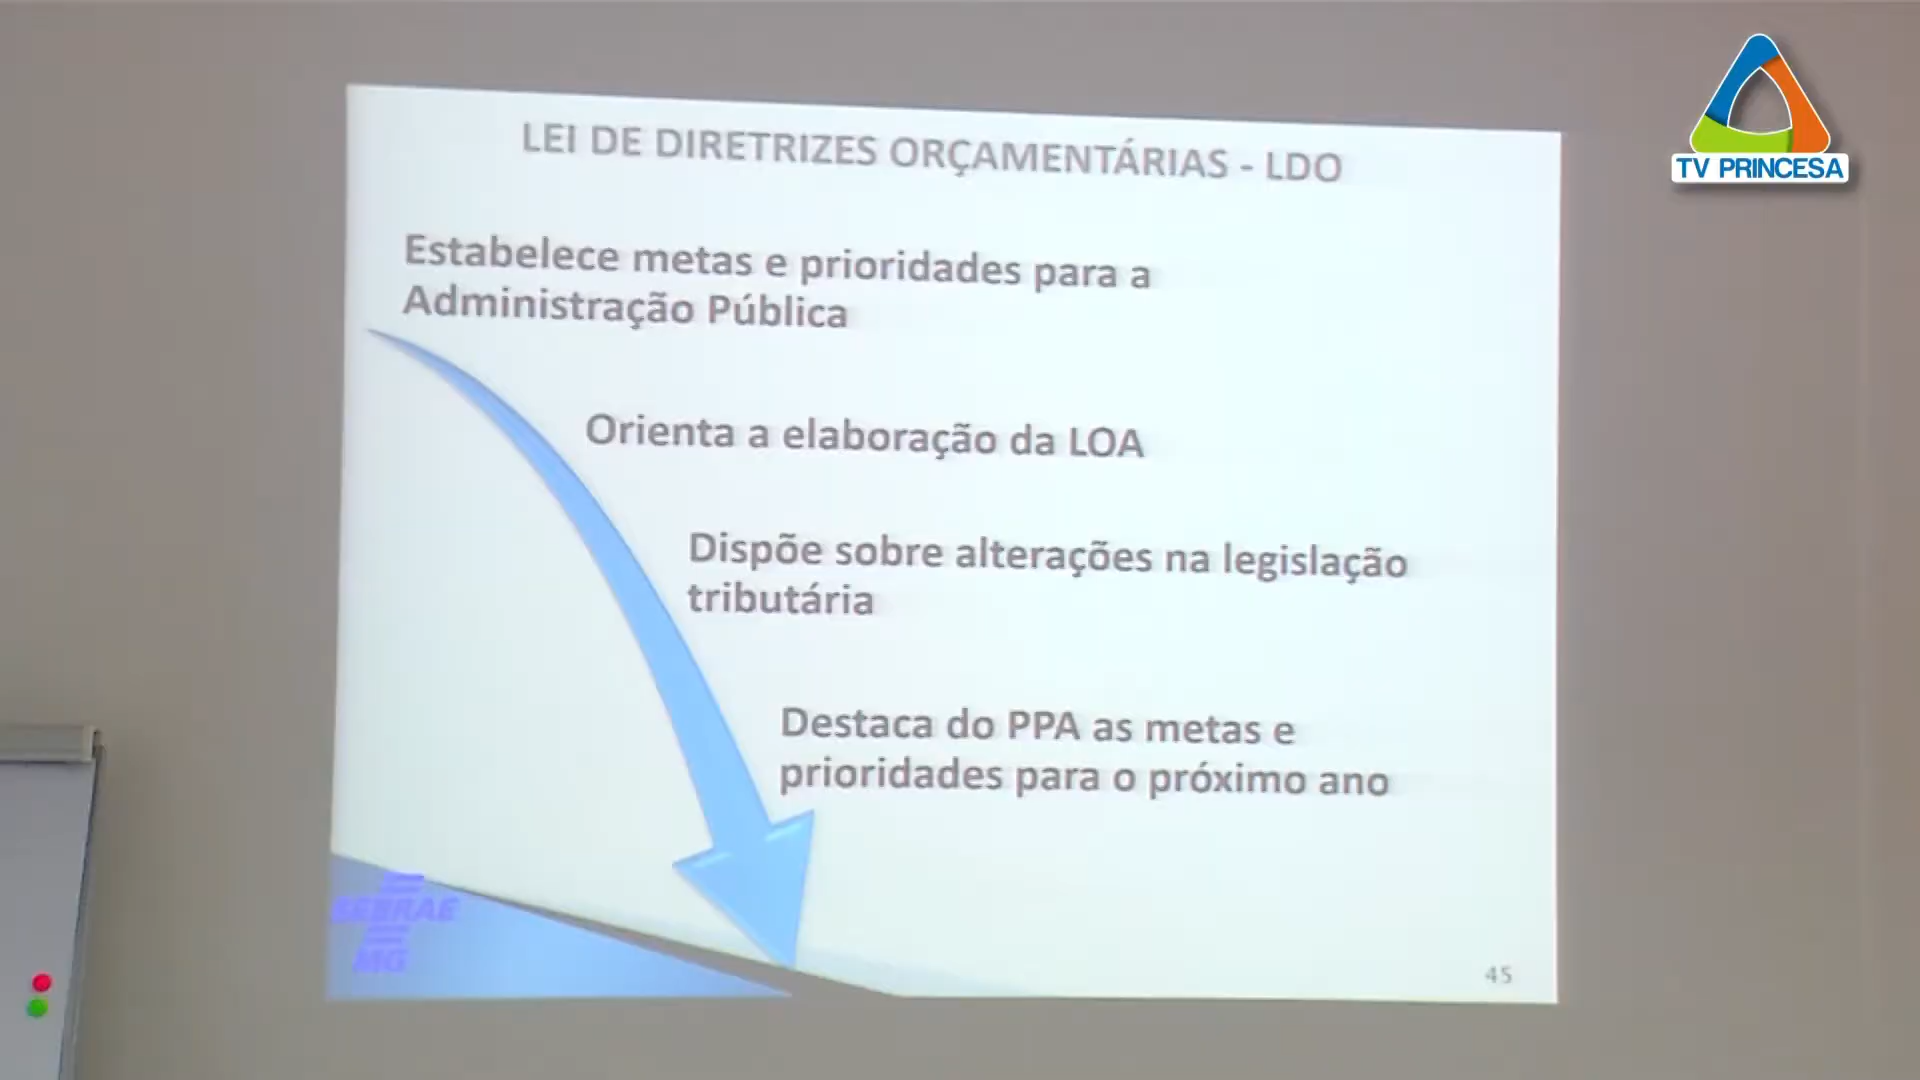 TV PRINCESA
LEI DE DIRETRIZES ORÇAMENTÁRIAS - LDO
Estabelece metas e prioridades para a
Administração Pública
Orienta a elaboração da LOA
Dispõe sobre alterações na legislação
tributária
Destaca do PPA as metas e
prioridades para o próximo ano
SEBRAE
MG
45